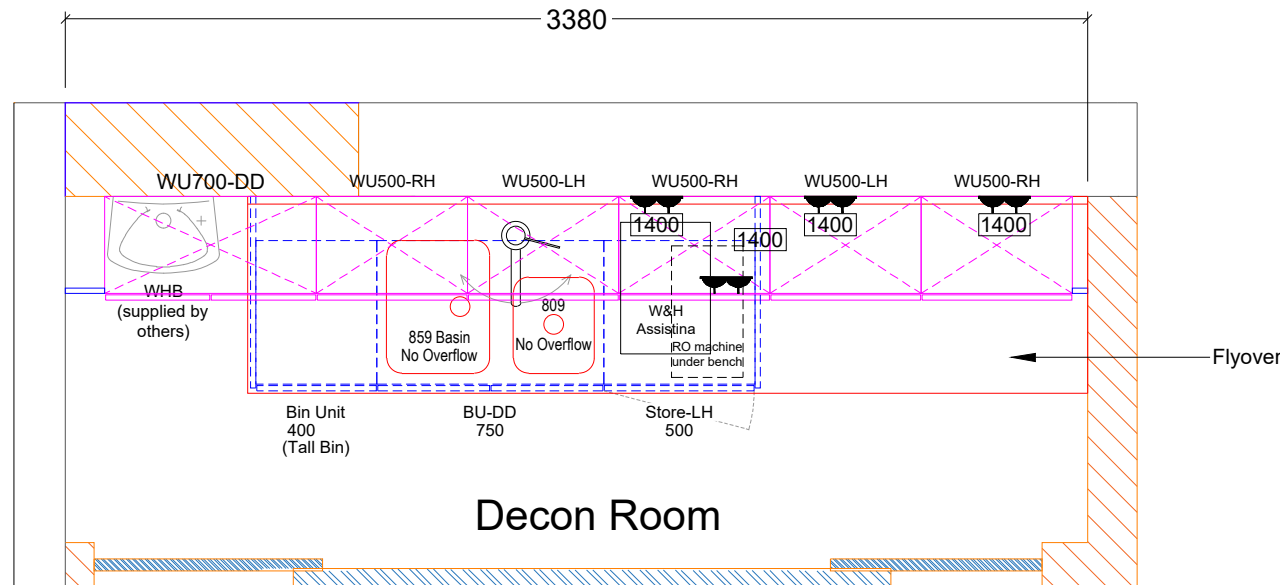 3380
WU700-DD
WU500-RH
WU500-LH
WU500-RH
WU500-LH
WU500-RH
1400
1400
1400
1400
WHB
(supplied by
others)
859 Basin
No Overflow
809
No Overflow
W&H
Assistina
RO machine
under bench
Flyover
Bin Unit
400
(Tall Bin)
BU-DD
750
Store-LH
500
Decon Room